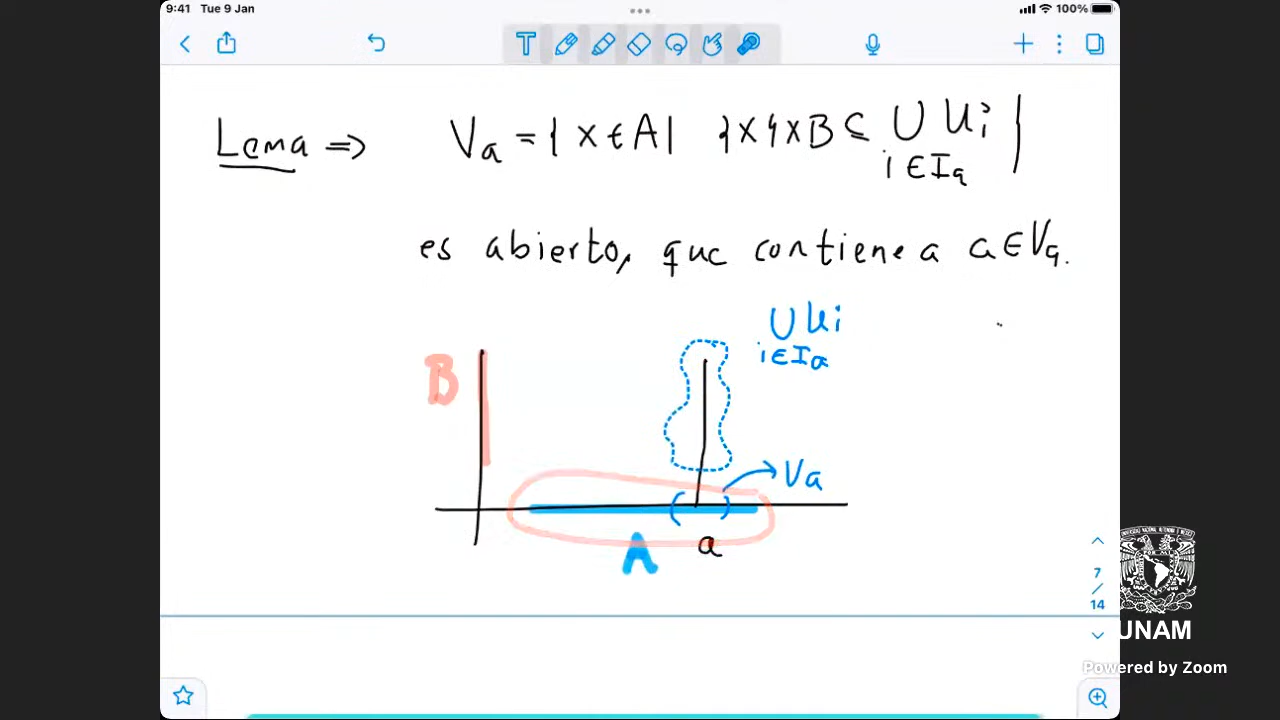 9:41 Tue 9 Jan 100%
T
Lema ⇒ Va = { x ∈ A | {x} × B ⊆ ∪ Ui }
i ∈ Ia
es abierto, que contiene a a ∈ Va.
∪ Ui
i ∈ Ia
B
Va
A a
7
/
14
UNAM
Powered by Zoom